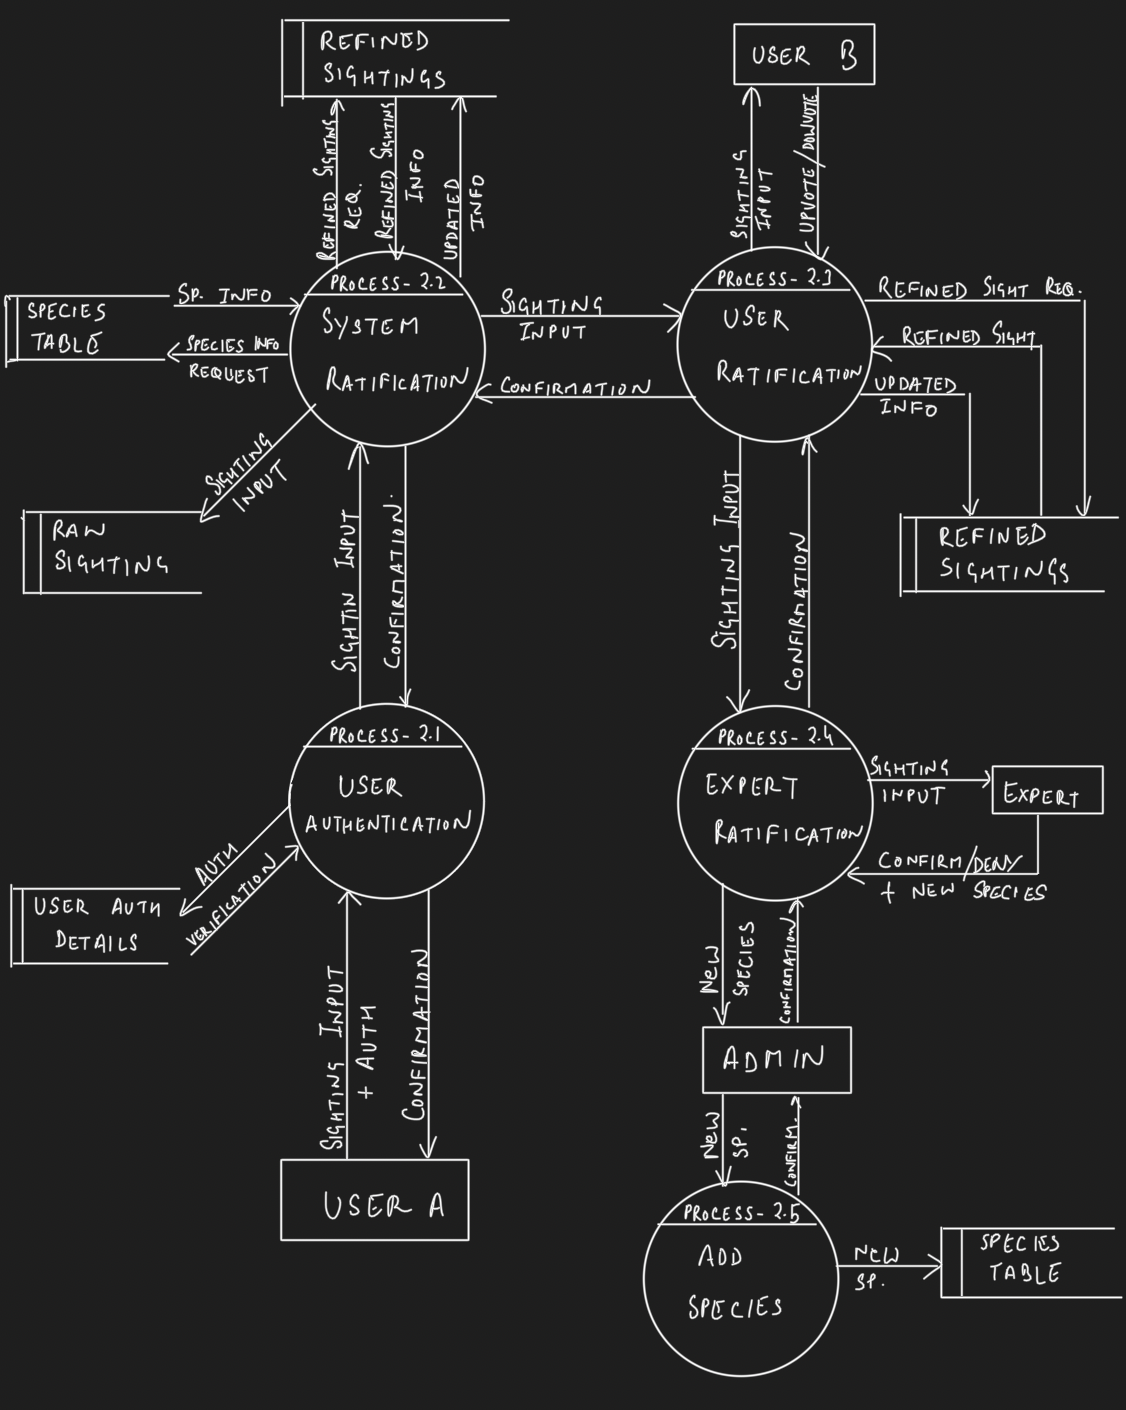 REFINED
SIGHTINGS
REFINED SIGHTING
REQ.
REFINED SIGHTING
INFO
UPDATED
INFO
USER B
SIGHTING
INPUT
UPVOTE/DOWVOTE
SPECIES
TABLE
SP. INFO
SPECIES INFO
REQUEST
PROCESS- 2.2
SYSTEM
RATIFICATION
SIGHTING
INPUT
CONFIRMATION
PROCESS- 2.3
USER
RATIFICATION
REFINED SIGHT REQ.
REFINED SIGHT
UPDATED
INFO
REFINED
SIGHTINGS
SIGHTING
INPUT
RAW
SIGHTING
SIGHTIN INPUT
CONFIRMATION.
SIGHTING INPUT
CONFIRMATION
PROCESS- 2.1
USER
AUTHENTICATION
AUTH
VERIFICATION
USER AUTH
DETAILS
SIGHTING INPUT
+ AUTH
CONFIRMATION
USER A
PROCESS- 2.4
EXPERT
RATIFICATION
SIGHTING
INPUT
EXPERT
CONFIRM/DENY
+ NEW SPECIES
NEW
SPECIES
CONFIRMATION
ADMIN
NEW
SP.
CONFIRM.
PROCESS- 2.5
ADD
SPECIES
NEW
SP.
SPECIES
TABLE